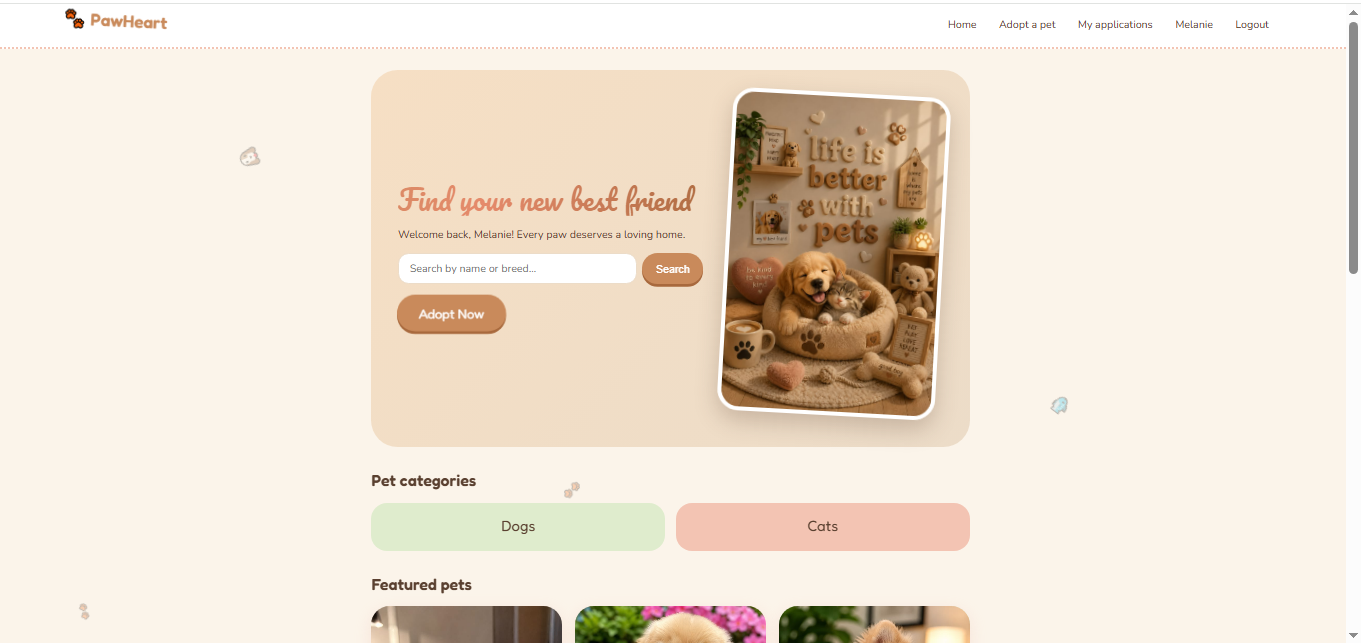 PawHeart
Home
Adopt a pet
My applications
Melanie
Logout
Find your new best friend
Welcome back, Melanie! Every paw deserves a loving home.
Search by name or breed...
Search
Adopt Now
life is
better
with
pets
Pet categories
Dogs
Cats
Featured pets